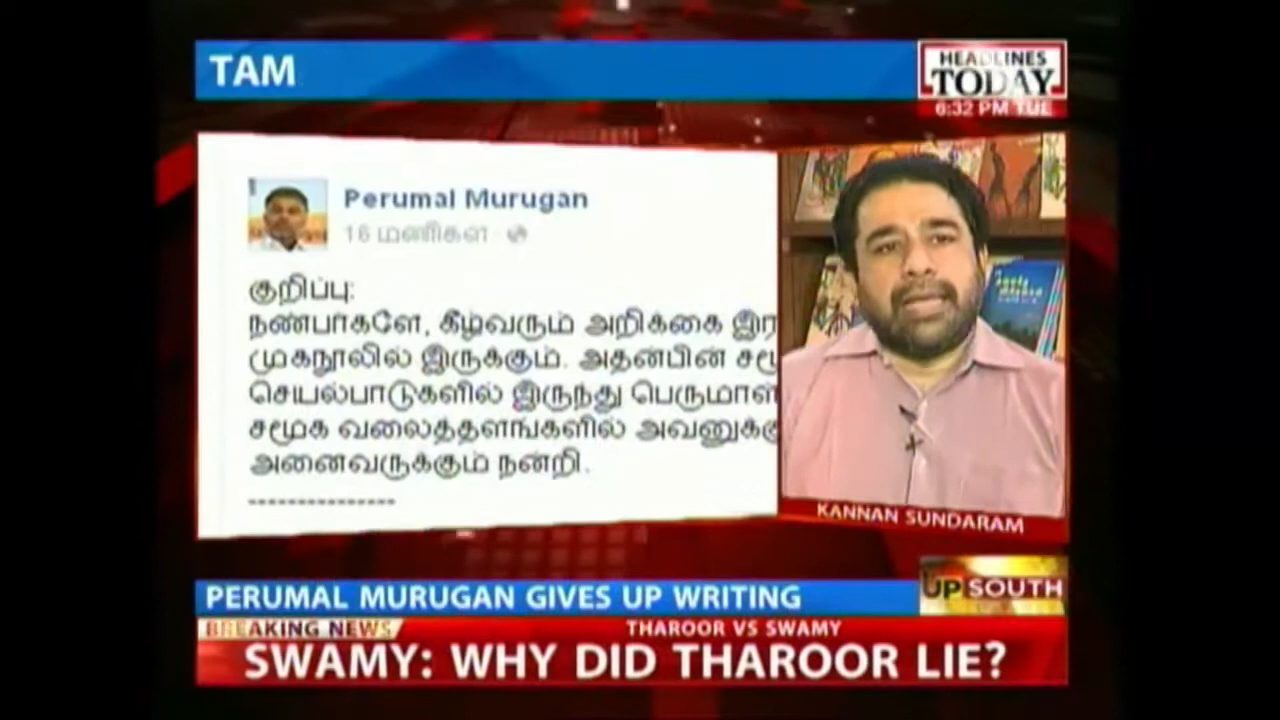 TAM
HEADLINES
TODAY
6:32 PM TUE
Perumal Murugan
16 மணிகள்
குறிப்பு:
நண்பர்களே, கீழ்வரும் அறிக்கை இர
முகநூலில் இருக்கும். அதன்பின் சமூ
செயல்பாடுகளில் இருந்து பெருமாள்
சமூக வலைத்தளங்களில் அவனுக்கு
அனைவருக்கும் நன்றி.
---------------
KANNAN SUNDARAM
PERUMAL MURUGAN GIVES UP WRITING
UP SOUTH
BREAKING NEWS
THAROOR VS SWAMY
SWAMY: WHY DID THAROOR LIE?